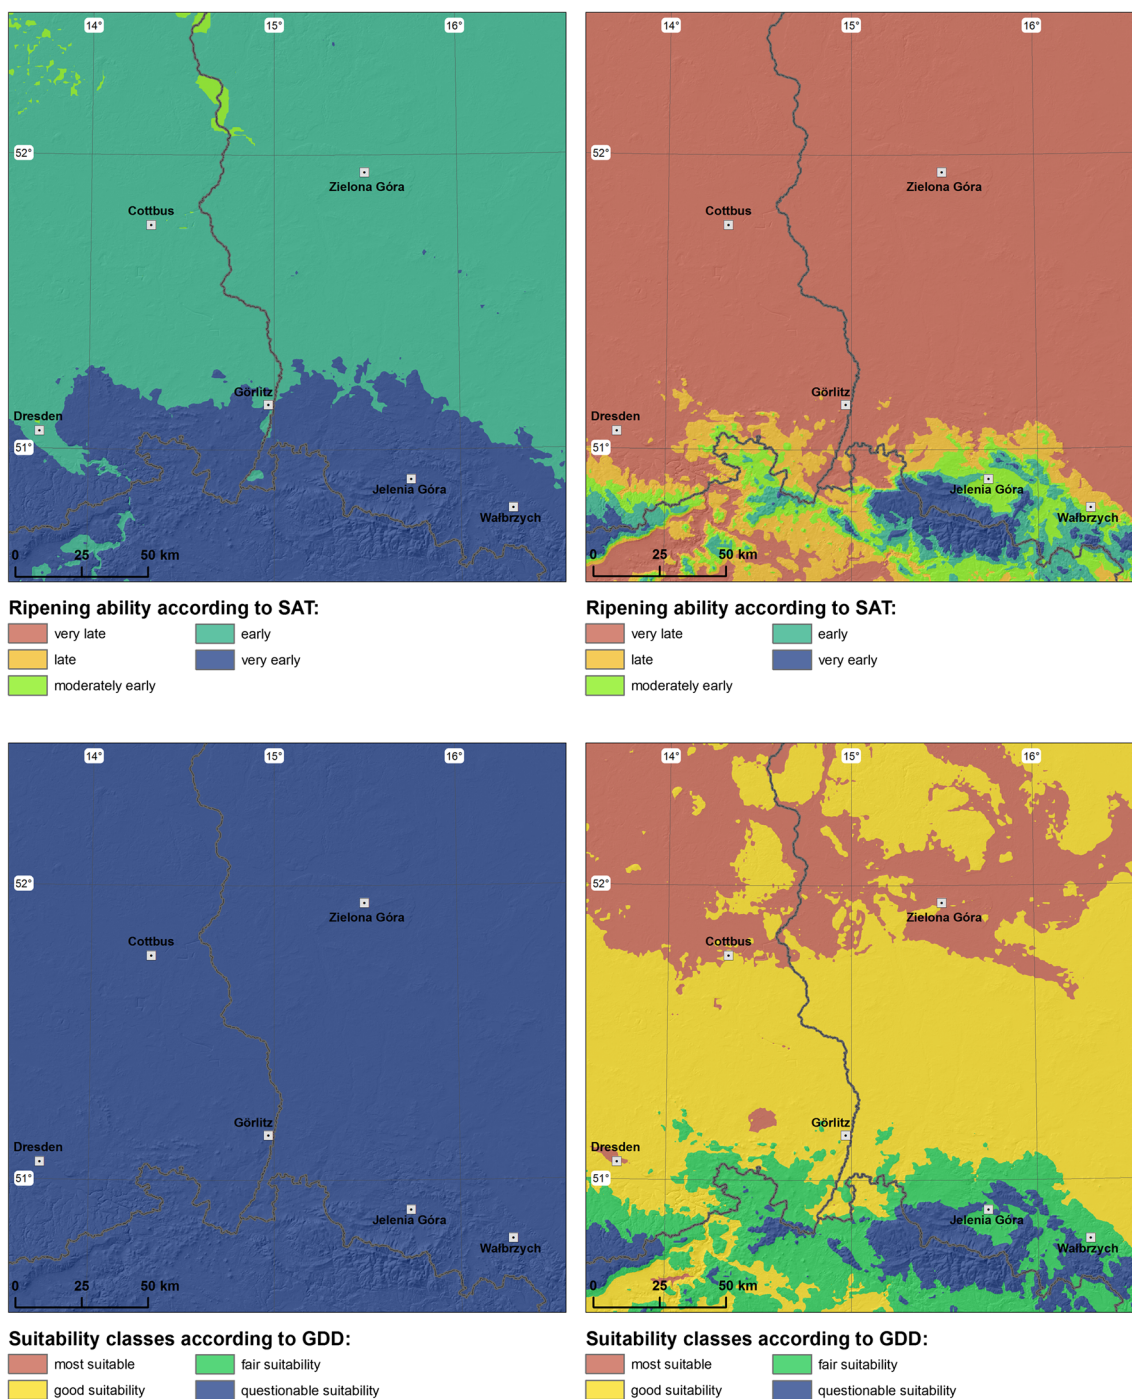 14° 15° 16°
52°
Zielona Góra
Cottbus
Görlitz
Dresden
51°
Jelenia Góra
Wałbrzych
0 25 50 km
Ripening ability according to SAT:
very late early
late very early
moderately early
14° 15° 16°
52°
Zielona Góra
Cottbus
Görlitz
Dresden
51°
Jelenia Góra
Wałbrzych
0 25 50 km
Ripening ability according to SAT:
very late early
late very early
moderately early
14° 15° 16°
52°
Zielona Góra
Cottbus
Görlitz
Dresden
51°
Jelenia Góra
Wałbrzych
0 25 50 km
Suitability classes according to GDD:
most suitable fair suitability
good suitability questionable suitability
14° 15° 16°
52°
Zielona Góra
Cottbus
Görlitz
Dresden
51°
Jelenia Góra
Wałbrzych
0 25 50 km
Suitability classes according to GDD:
most suitable fair suitability
good suitability questionable suitability